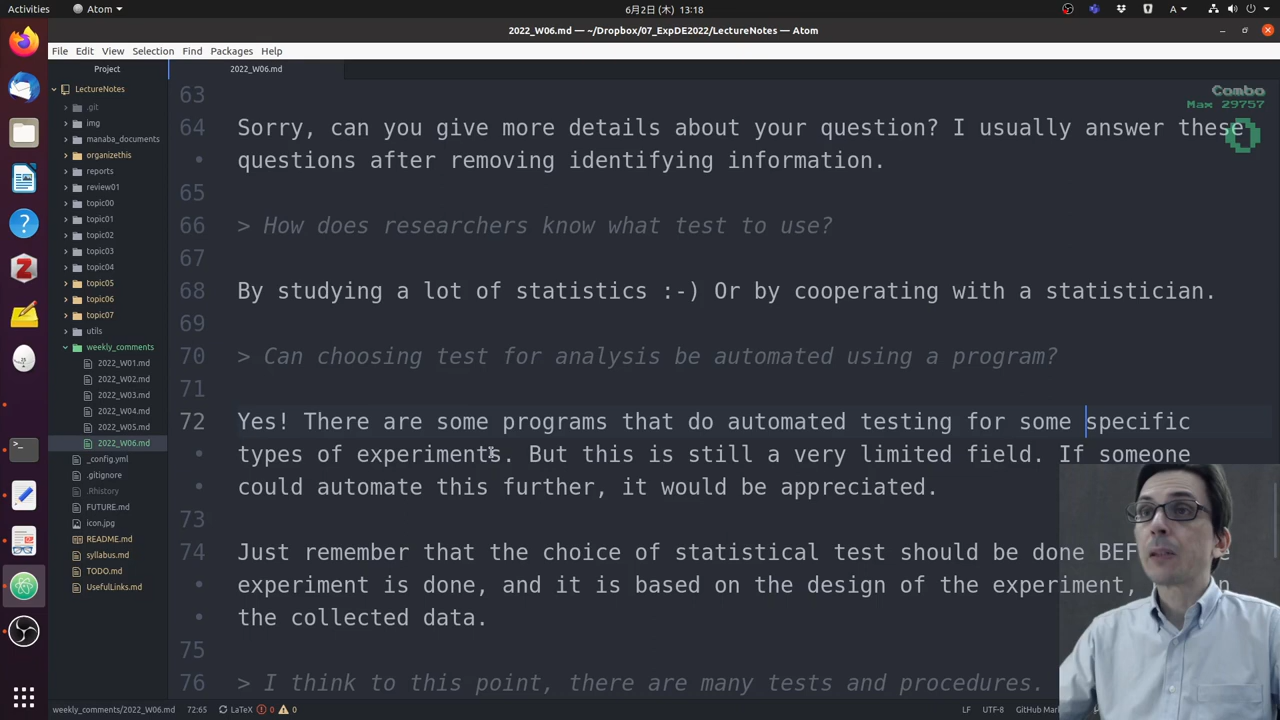 Activities
Atom
6月2日 (木) 13:18
A
2022_W06.md — ~/Dropbox/07_ExpDE2022/LectureNotes — Atom
File Edit View Selection Find Packages Help
Project
2022_W06.md
LectureNotes
.git
img
manaba_documents
organizethis
reports
review01
topic00
topic01
topic02
topic03
topic04
topic05
topic06
topic07
utils
weekly_comments
2022_W01.md
2022_W02.md
2022_W03.md
2022_W04.md
2022_W05.md
2022_W06.md
_config.yml
.gitignore
.Rhistory
FUTURE.md
icon.jpg
README.md
syllabus.md
TODO.md
UsefulLinks.md
Combo
Max 29757
0
63
64 Sorry, can you give more details about your question? I usually answer these
questions after removing identifying information.
65
66 > How does researchers know what test to use?
67
68 By studying a lot of statistics :-) Or by cooperating with a statistician.
69
70 > Can choosing test for analysis be automated using a program?
71
72 Yes! There are some programs that do automated testing for some specific
types of experiments. But this is still a very limited field. If someone
could automate this further, it would be appreciated.
73
74 Just remember that the choice of statistical test should be done
experiment is done, and it is based on the design of the experiment,
the collected data.
75
76 > I think to this point, there are many tests and procedures.
weekly_comments/2022_W06.md 72:65 LaTeX 0 0
LF UTF-8